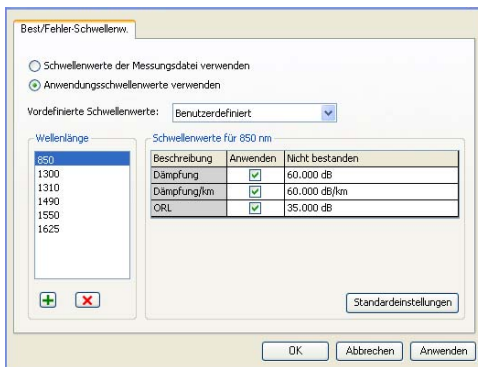 Best/Fehler-Schwellenw.
Schwellenwerte der Messungsdatei verwenden
Anwendungsschwellenwerte verwenden
Vordefinierte Schwellenwerte: Benutzerdefiniert
Wellenlänge
850
1300
1310
1490
1550
1625
Schwellenwerte für 850 nm
Beschreibung Anwenden Nicht bestanden
Dämpfung 60.000 dB
Dämpfung/km 60.000 dB/km
ORL 35.000 dB
Standardeinstellungen
OK Abbrechen Anwenden